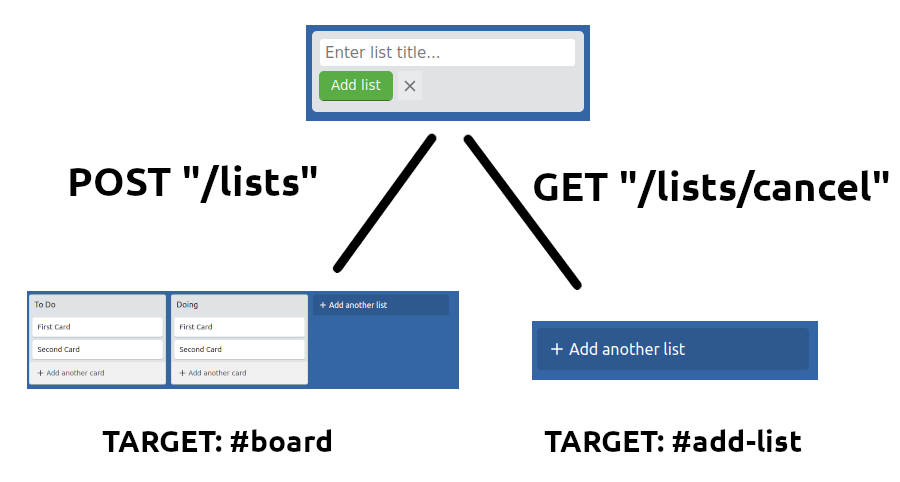 Enter list title...
Add list ×
POST "/lists"
GET "/lists/cancel"
To Do
First Card
Second Card
+ Add another card
Doing
First Card
Second Card
+ Add another card
+ Add another list
+ Add another list
TARGET: #board
TARGET: #add-list